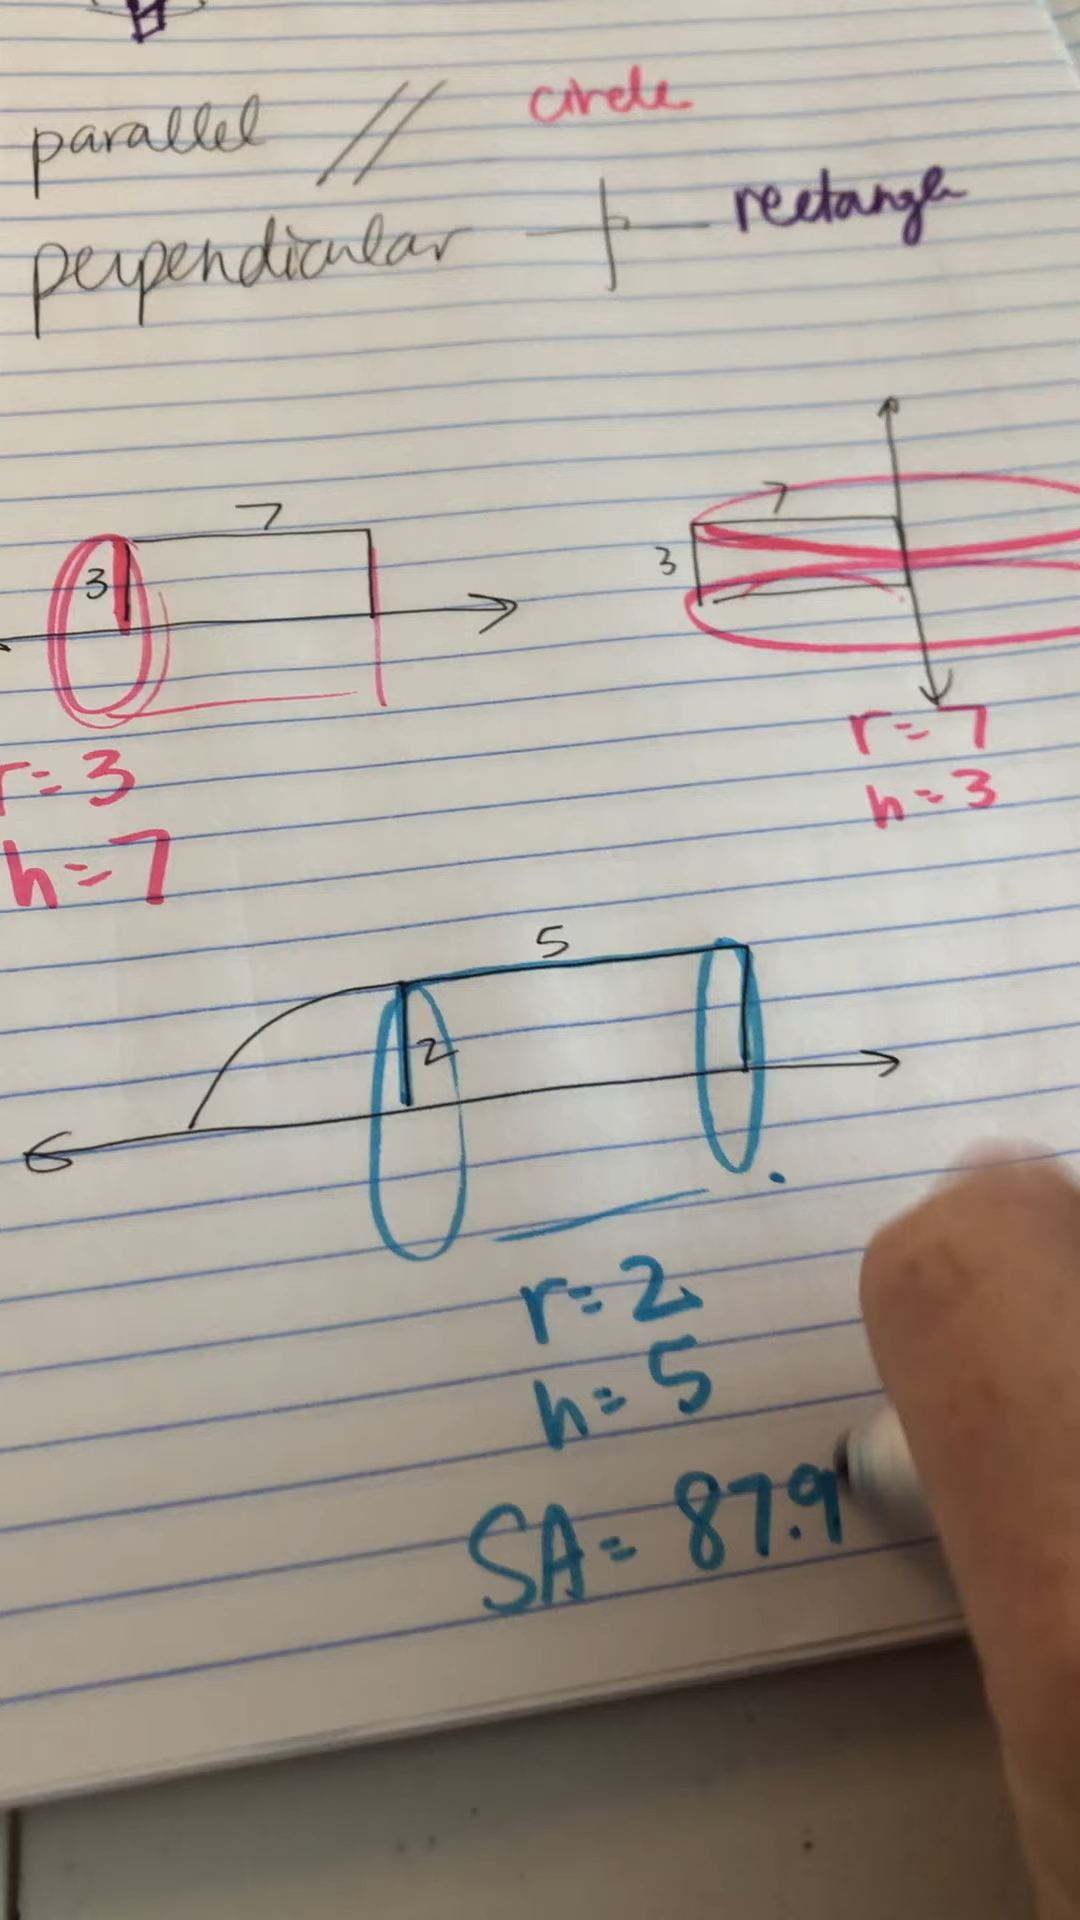 parallel // circle
perpendicular rectangle
7
3
7
3
r=3
h=7
r=7
h=3
5
2
r=2
h=5
SA= 87.9